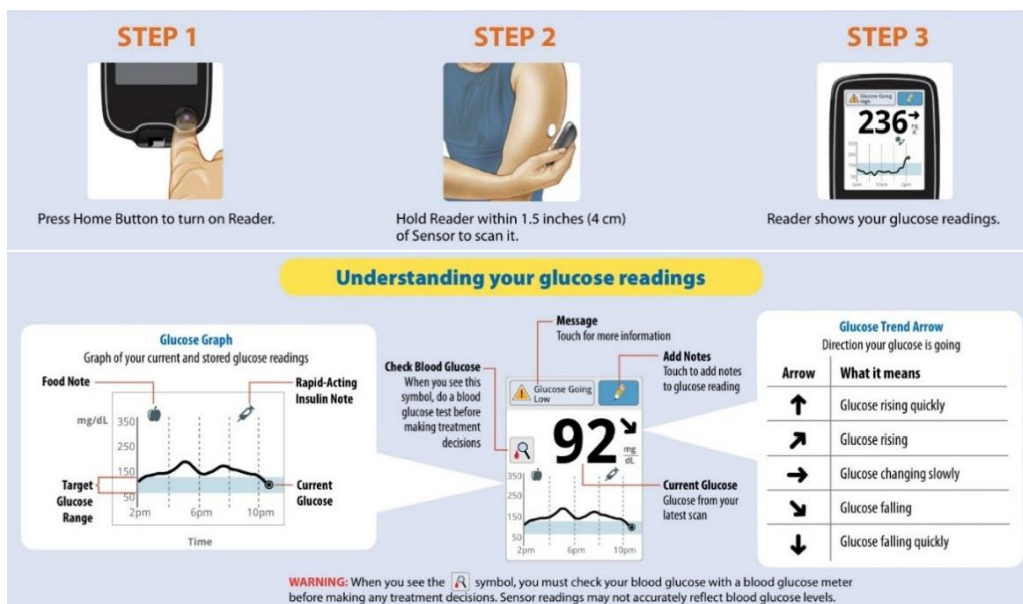 STEP 1
STEP 2
STEP 3
Glucose Going
High
236
mg
dL
Press Home Button to turn on Reader.
Hold Reader within 1.5 inches (4 cm)
of Sensor to scan it.
Reader shows your glucose readings.
Understanding your glucose readings
Glucose Graph
Graph of your current and stored glucose readings
Food Note
Rapid-Acting
Insulin Note
mg/dL
350
250
150
50
2pm
6pm
10pm
Target
Glucose
Range
Current
Glucose
Time
Message
Touch for more information
Check Blood Glucose
When you see this
symbol, do a blood
glucose test before
making treatment
decisions
Add Notes
Touch to add notes
to glucose reading
Glucose Going
Low
92
mg
dL
Current Glucose
Glucose from your
latest scan
350
250
150
50
2pm
6pm
10pm
Glucose Trend Arrow
Direction your glucose is going
Arrow What it means
↑ Glucose rising quickly
↗ Glucose rising
→ Glucose changing slowly
↘ Glucose falling
↓ Glucose falling quickly
WARNING: When you see the symbol, you must check your blood glucose with a blood glucose meter
before making any treatment decisions. Sensor readings may not accurately reflect blood glucose levels.